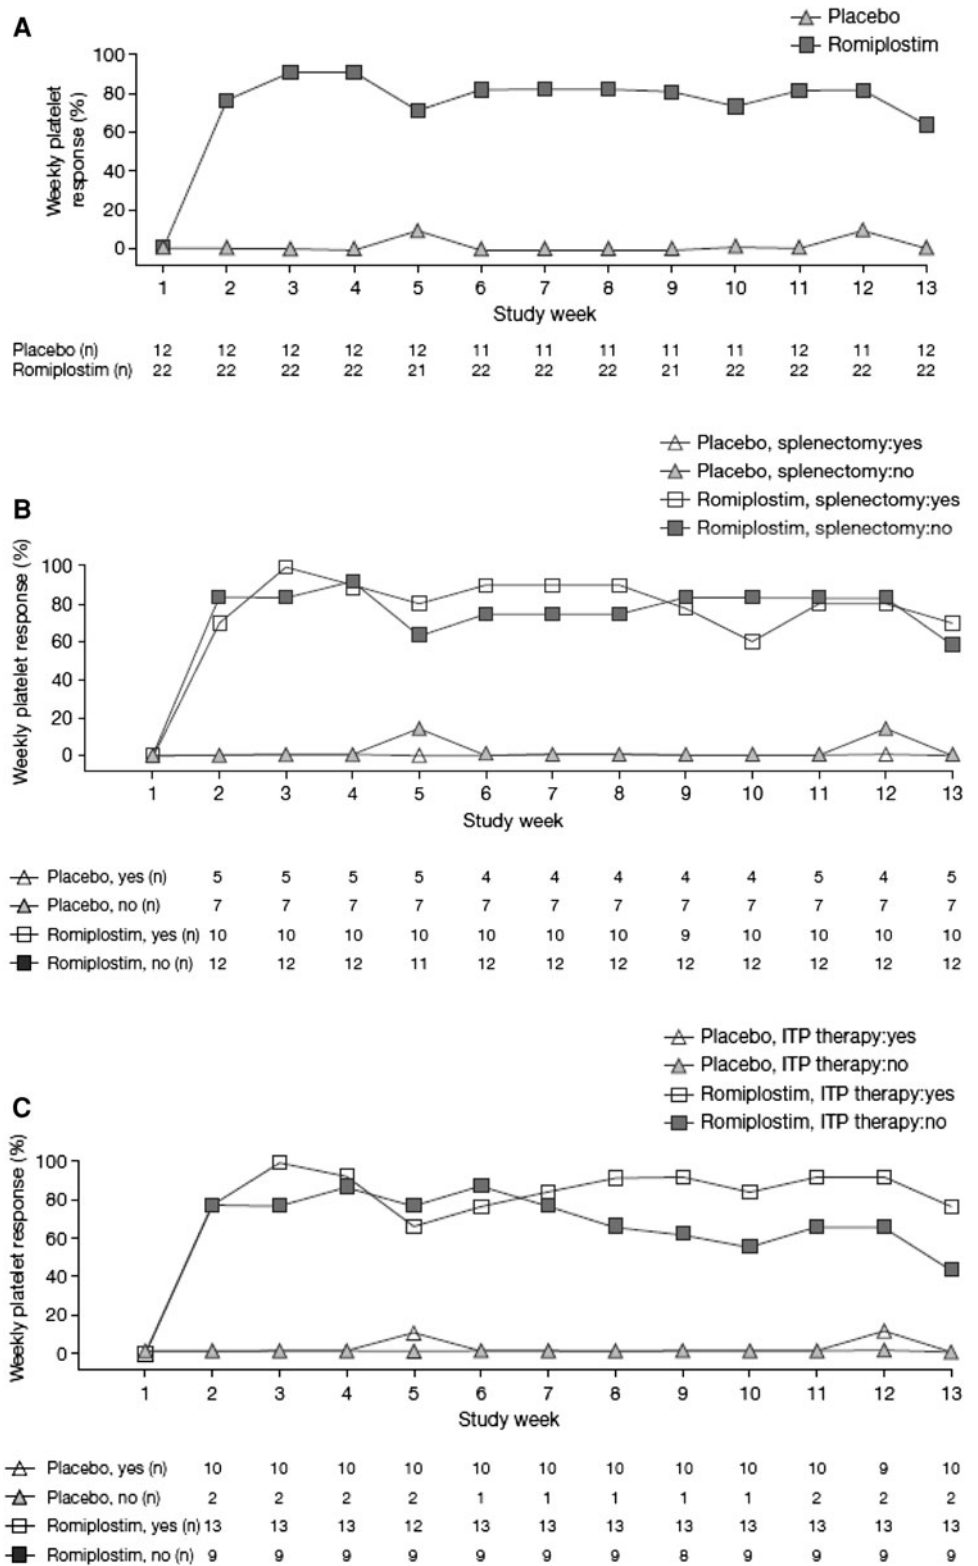 A
Placebo
Romiplostim
Weekly platelet
response (%)
100
80
60
40
20
0
1 2 3 4 5 6 7 8 9 10 11 12 13
Study week
Placebo (n) 12 12 12 12 12 11 11 11 11 11 12 11 12
Romiplostim (n) 22 22 22 22 21 22 22 22 21 22 22 22 22
Placebo, splenectomy:yes
Placebo, splenectomy:no
Romiplostim, splenectomy:yes
Romiplostim, splenectomy:no
B
Weekly platelet response (%)
100
80
60
40
20
0
1 2 3 4 5 6 7 8 9 10 11 12 13
Study week
Placebo, yes (n) 5 5 5 5 4 4 4 4 4 5 4 5
Placebo, no (n) 7 7 7 7 7 7 7 7 7 7 7 7
Romiplostim, yes (n) 10 10 10 10 10 10 10 9 10 10 10 10
Romiplostim, no (n) 12 12 12 11 12 12 12 12 12 12 12 12
Placebo, ITP therapy:yes
Placebo, ITP therapy:no
Romiplostim, ITP therapy:yes
Romiplostim, ITP therapy:no
C
Weekly platelet response (%)
100
80
60
40
20
0
1 2 3 4 5 6 7 8 9 10 11 12 13
Study week
Placebo, yes (n) 10 10 10 10 10 10 10 10 10 10 9 10
Placebo, no (n) 2 2 2 2 1 1 1 1 1 2 2 2
Romiplostim, yes (n) 13 13 13 12 13 13 13 13 13 13 13 13
Romiplostim, no (n) 9 9 9 9 9 9 9 8 9 9 9 9